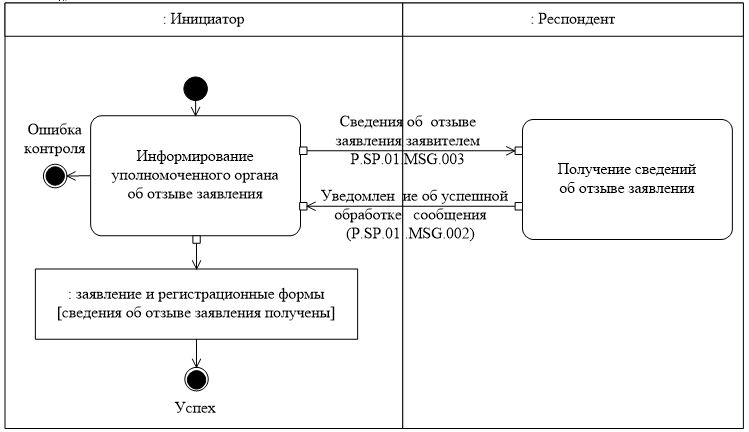 : Инициатор
: Респондент
Ошибка
контроля
Информирование
уполномоченного органа
об отзыве заявления
Сведения об отзыве
заявления заявителем
P.SP.01.MSG.003
Получение сведений
об отзыве заявления
Уведомлен ие об успешной
обработке сообщения
(P.SP.01 .MSG.002)
: заявление и регистрационные формы
[сведения об отзыве заявления получены]
Успех